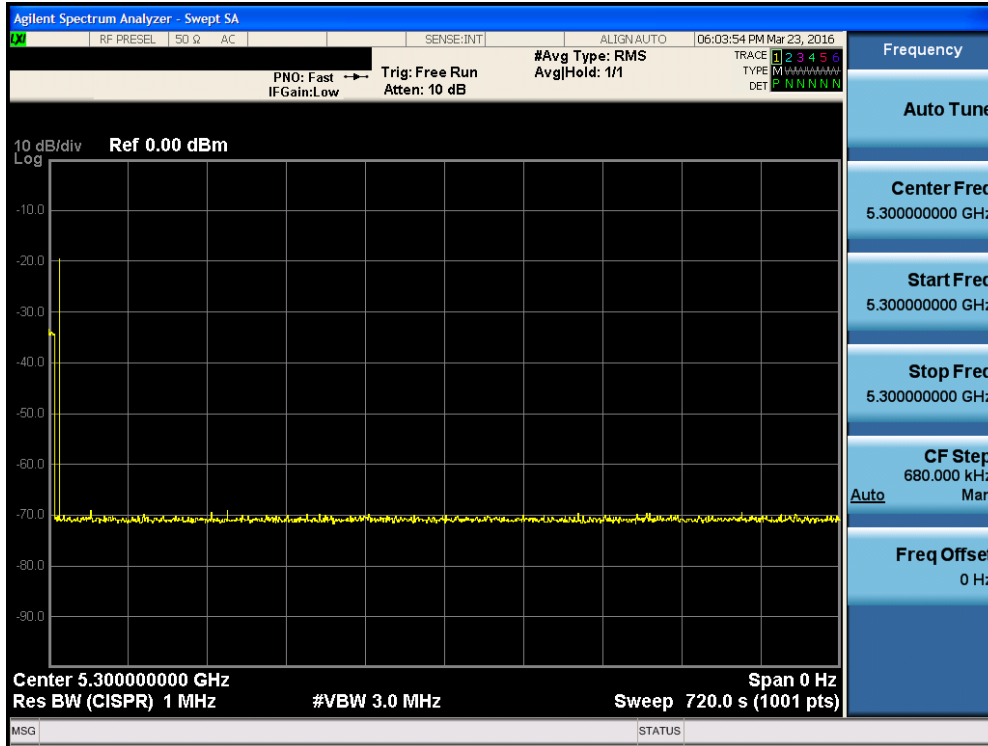 Agilent Spectrum Analyzer - Swept SA
LXI RF PRESEL 50 Ω AC SENSE:INT ALIGN AUTO 06:03:54 PM Mar 23, 2016
Frequency
PNO: Fast
IFGain:Low
Trig: Free Run
Atten: 10 dB
#Avg Type: RMS
Avg|Hold: 1/1
TRACE 1 2 3 4 5 6
TYPE M WWWWW
DET P N N N N N
10 dB/div Ref 0.00 dBm
Log
-10.0
-20.0
-30.0
-40.0
-50.0
-60.0
-70.0
-80.0
-90.0
Center 5.300000000 GHz Span 0 Hz
Res BW (CISPR) 1 MHz #VBW 3.0 MHz Sweep 720.0 s (1001 pts)
Auto Tune
Center Freq
5.300000000 GHz
Start Freq
5.300000000 GHz
Stop Freq
5.300000000 GHz
CF Step
680.000 kHz
Auto Man
Freq Offset
0 Hz
MSG STATUS